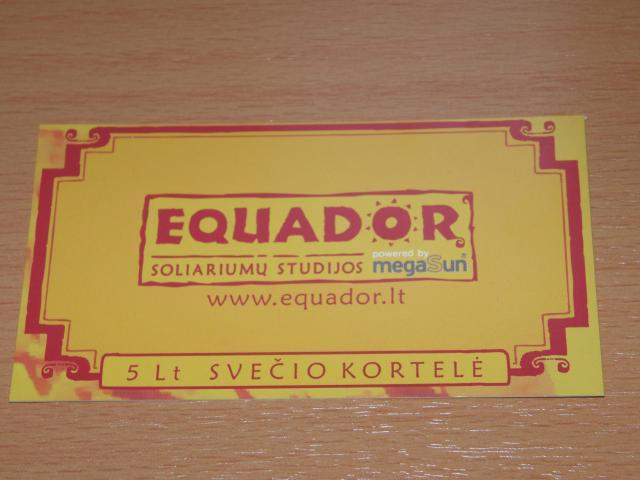 EQUADOR
SOLIARIUMŲ STUDIJOS
powered by
megaSun®
www.equador.lt
5 Lt SVEČIO KORTELĖ